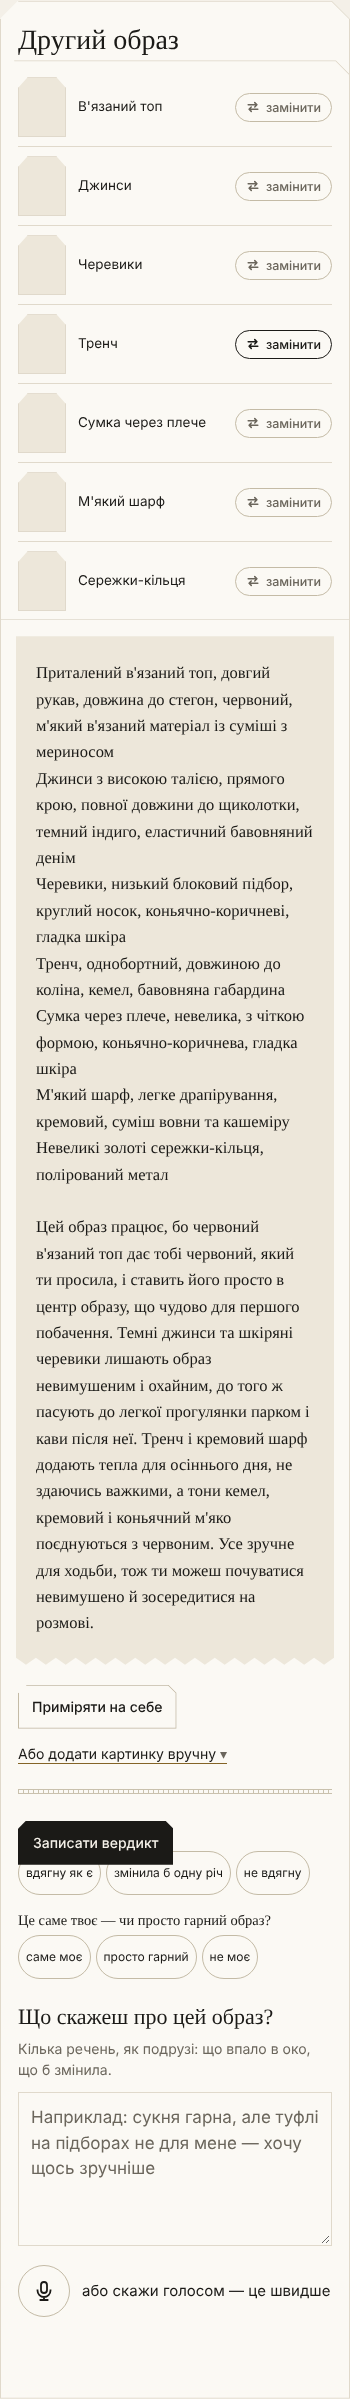 Другий образ
В'язаний топ
замінити
Джинси
замінити
Черевики
замінити
Тренч
замінити
Сумка через плече
замінити
М'який шарф
замінити
Сережки-кільця
замінити
Приталений в'язаний топ, довгий
рукав, довжина до стегон, червоний,
м'який в'язаний матеріал із суміші з
мериносом
Джинси з високою талією, прямого
крою, повної довжини до щиколотки,
темний індиго, еластичний бавовняний
денім
Черевики, низький блоковий підбор,
круглий носок, коньячно-коричневі,
гладка шкіра
Тренч, однобортний, довжиною до
коліна, кемел, бавовняна габардина
Сумка через плече, невелика, з чіткою
формою, коньячно-коричнева, гладка
шкіра
М'який шарф, легке драпірування,
кремовий, суміш вовни та кашеміру
Невеликі золоті сережки-кільця,
полірований метал
Цей образ працює, бо червоний
в'язаний топ дає тобі червоний, який
ти просила, і ставить його просто в
центр образу, що чудово для першого
побачення. Темні джинси та шкіряні
черевики лишають образ
невимушеним і охайним, до того ж
пасують до легкої прогулянки парком і
кави після неї. Тренч і кремовий шарф
додають тепла для осіннього дня, не
здаючись важкими, а тони кемел,
кремовий і коньячний м'яко
поєднуються з червоним. Усе зручне
для ходьби, тож ти можеш почуватися
невимушено й зосередитися на
розмові.
Приміряти на себе
Або додати картинку вручну ▾
Записати вердикт
вдягну як є
змінила б одну річ
не вдягну
Це саме твоє — чи просто гарний образ?
саме моє
просто гарний
не моє
Що скажеш про цей образ?
Кілька речень, як подрузі: що впало в око,
що б змінила.
Наприклад: сукня гарна, але туфлі
на підборах не для мене — хочу
щось зручніше
або скажи голосом — це швидше